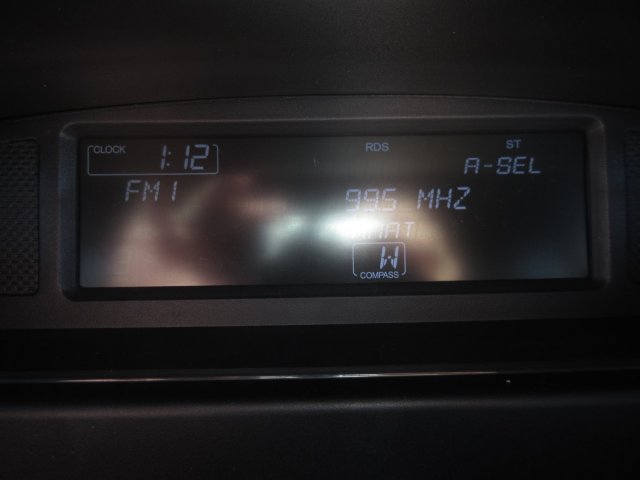 CLOCK 1:12 RDS ST
A-SEL
FM1 99.5 MHZ
W
COMPASS